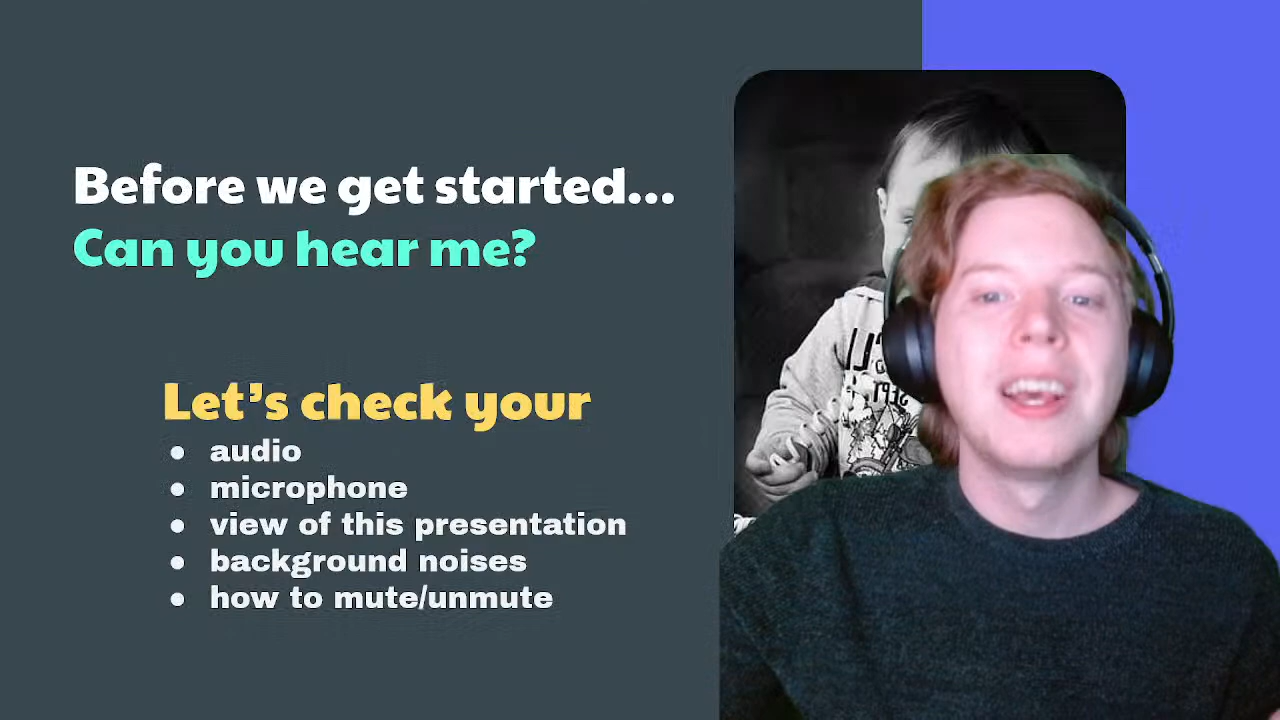 Before we get started...
Can you hear me?
Let's check your
● audio
● microphone
● view of this presentation
● background noises
● how to mute/unmute